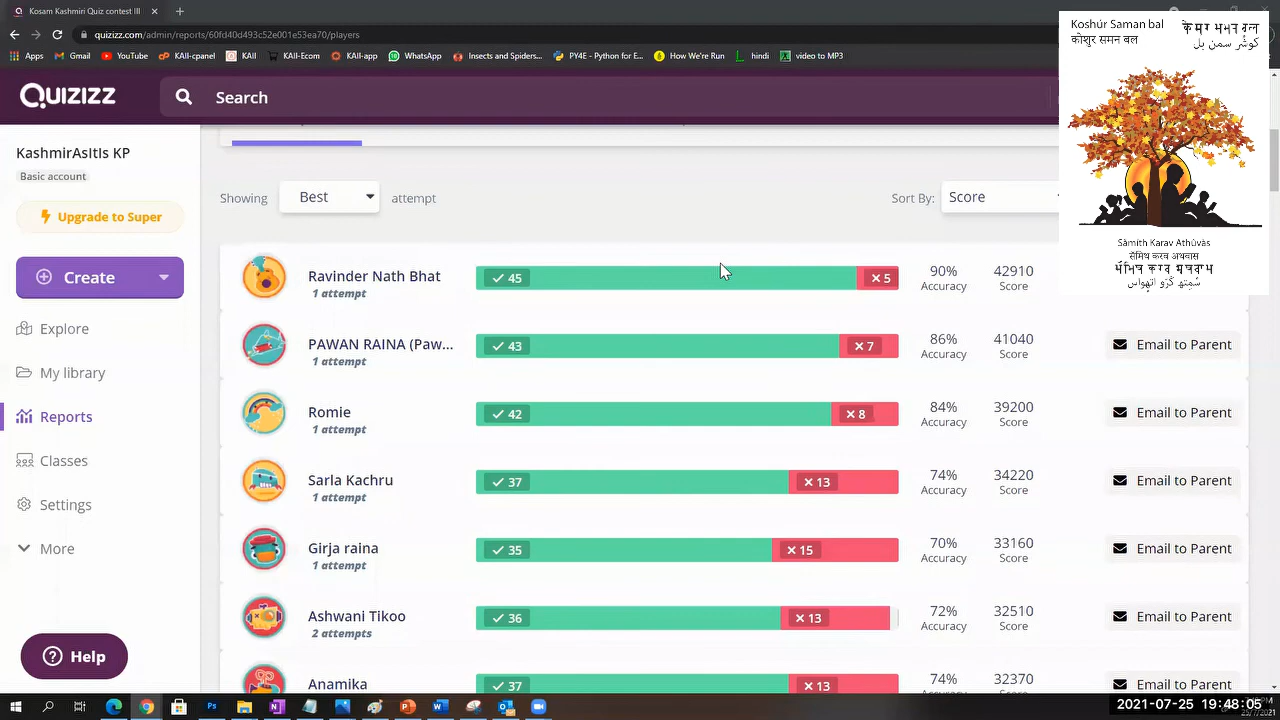 Kosam Kashmiri Quiz contest III
quizizz.com/admin/reports/60fd40d493c52e001e53ea70/players
Apps
Gmail
YouTube
KAII-cpanel
KAII
KAII-Ecom
Kosur-app
WhatsApp
Insects and spiders...
PY4E - Python for E...
How We're Run
hindi
video to MP3
Koshúr Saman bal
कोशुर समन बल
کوشُر سمن بل
QUIZIZZ
Search
KashmirAsItIs KP
Basic account
Upgrade to Super
Create
Explore
My library
Reports
Classes
Settings
More
Help
Showing
Best
attempt
Sort By:
Score
Ravinder Nath Bhat
1 attempt
45
5
90%
Accuracy
42910
Score
PAWAN RAINA (Paw...
1 attempt
43
7
86%
Accuracy
41040
Score
Email to Parent
Romie
1 attempt
42
8
84%
Accuracy
39200
Score
Email to Parent
Sarla Kachru
1 attempt
37
13
74%
Accuracy
34220
Score
Email to Parent
Girja raina
1 attempt
35
15
70%
Accuracy
33160
Score
Email to Parent
Ashwani Tikoo
2 attempts
36
13
72%
Accuracy
32510
Score
Email to Parent
Anamika
37
13
74%
32370
Email to Parent
Sâmith Karav Athùvàs
2021-07-25 19:48:05